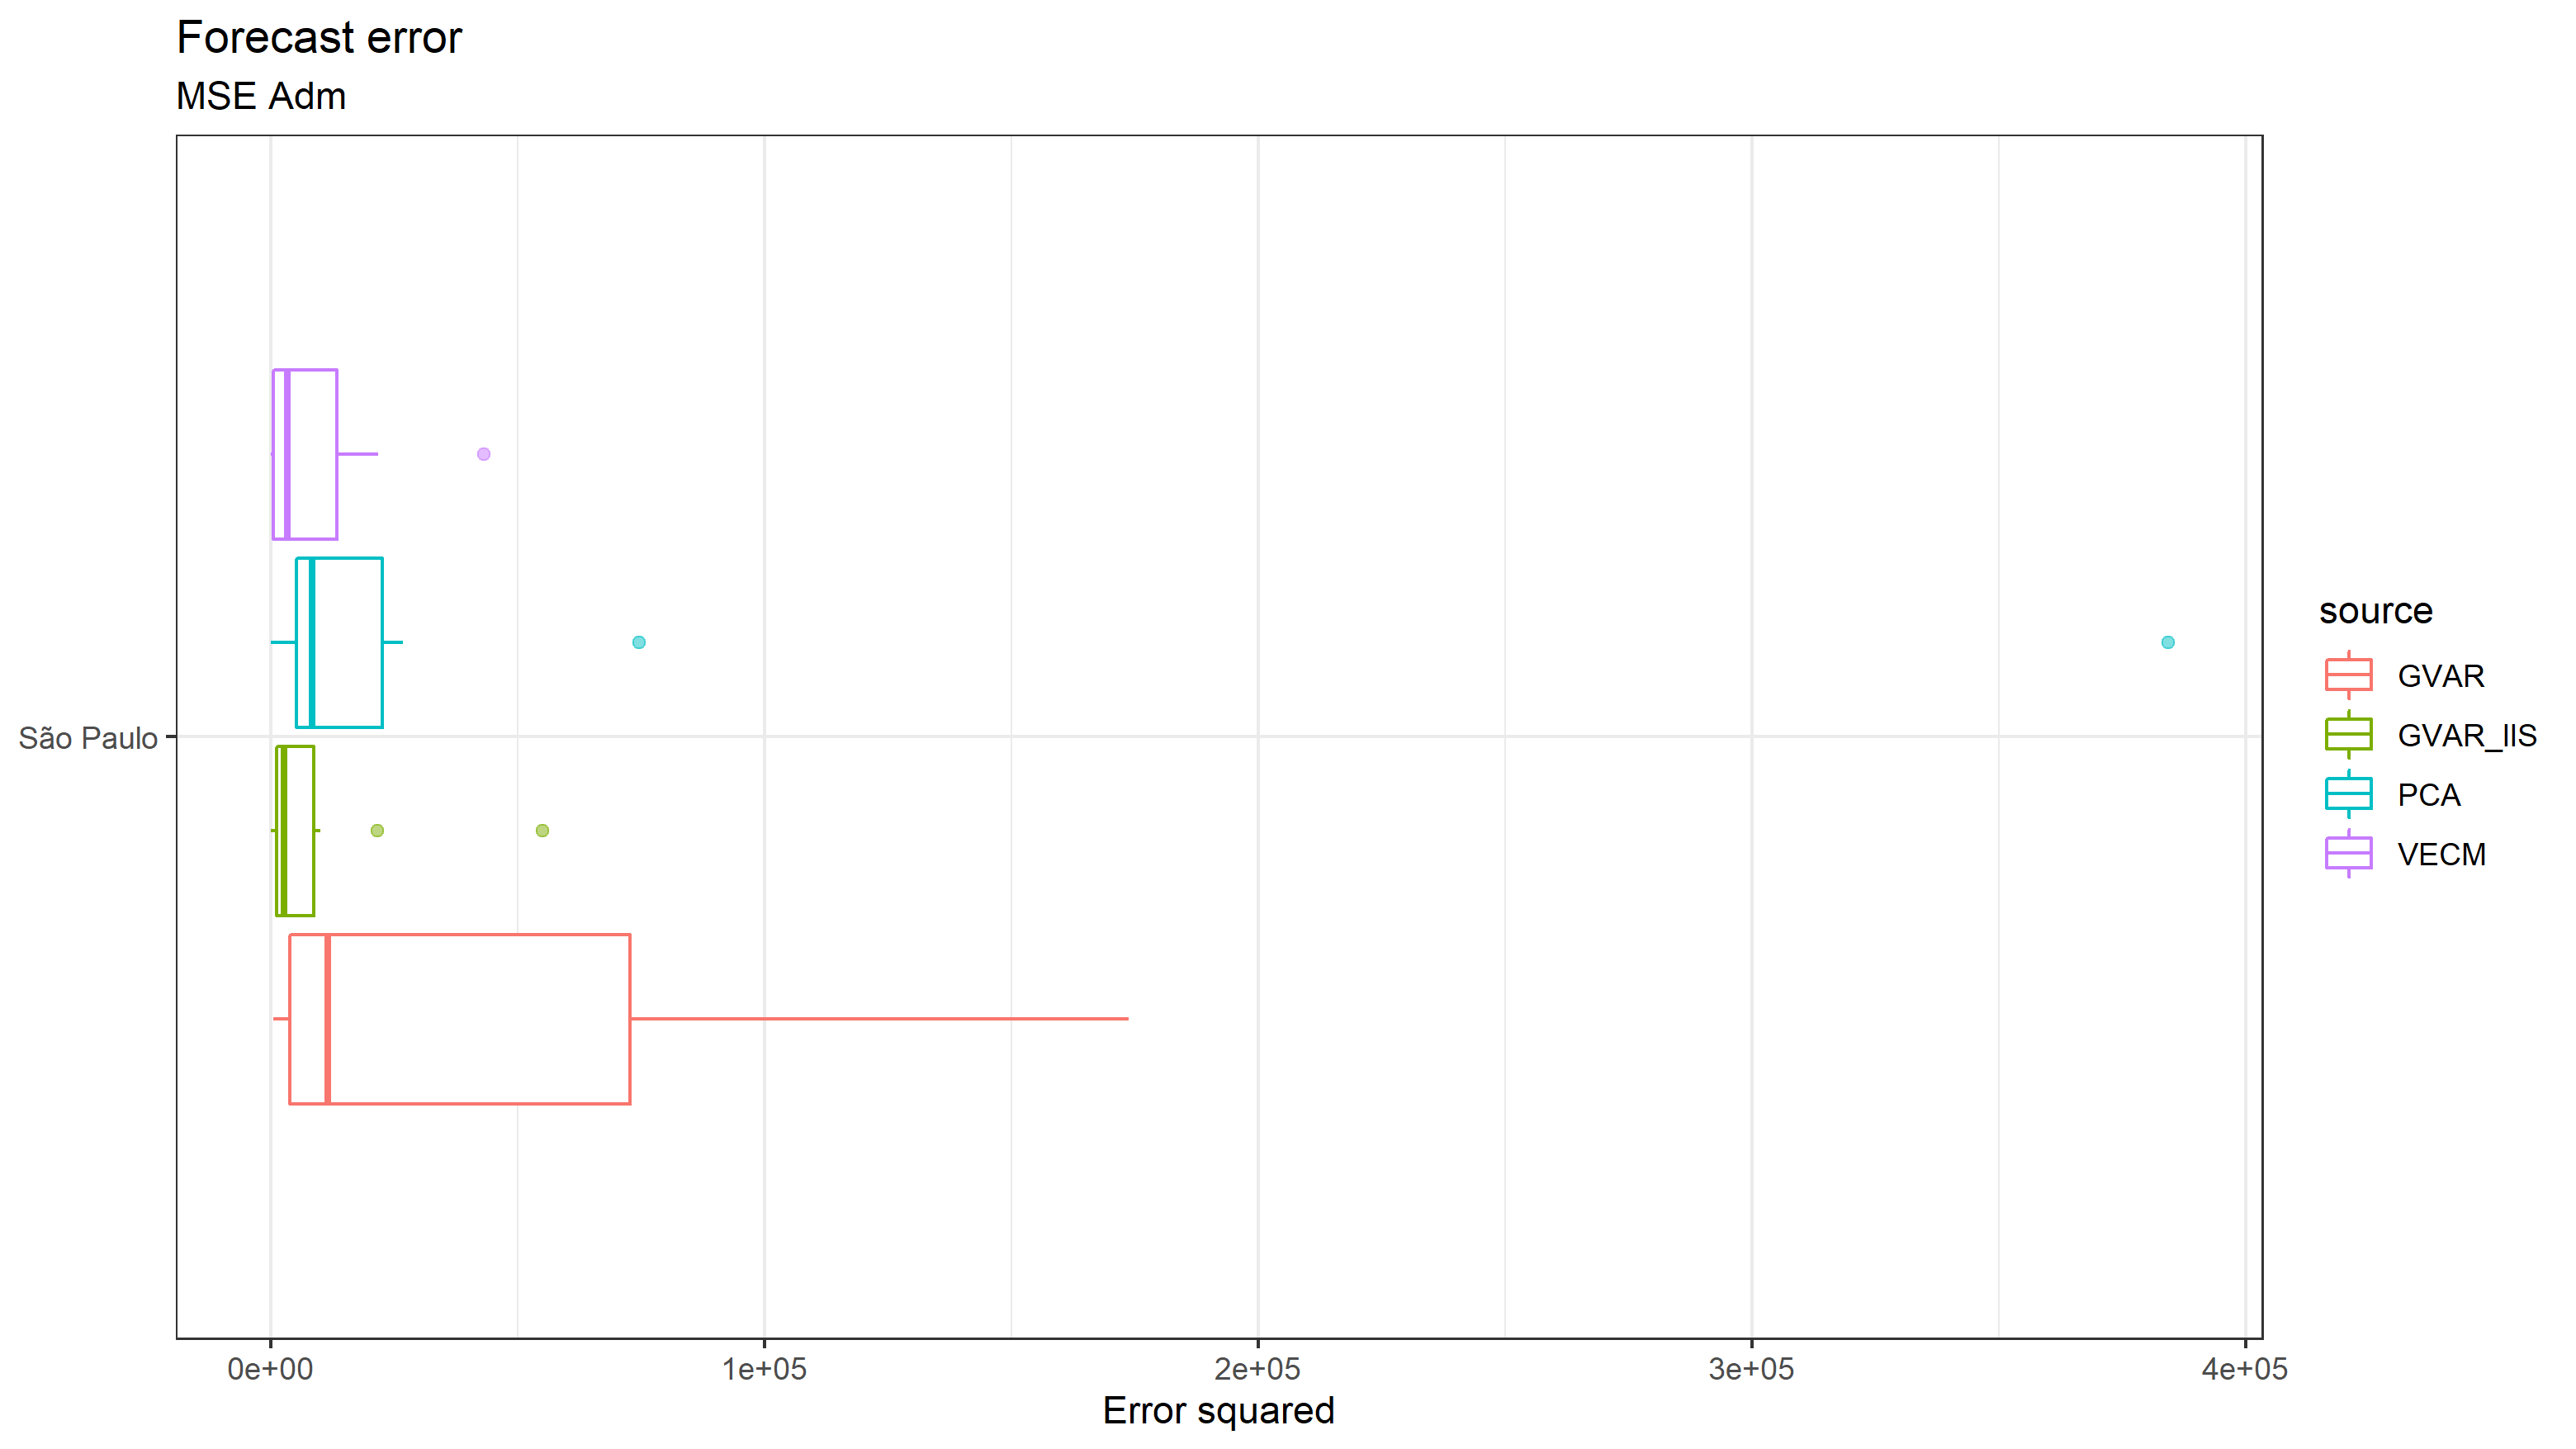 Forecast error
MSE Adm
São Paulo
0e+00
1e+05
2e+05
3e+05
4e+05
Error squared
source
GVAR
GVAR_IIS
PCA
VECM